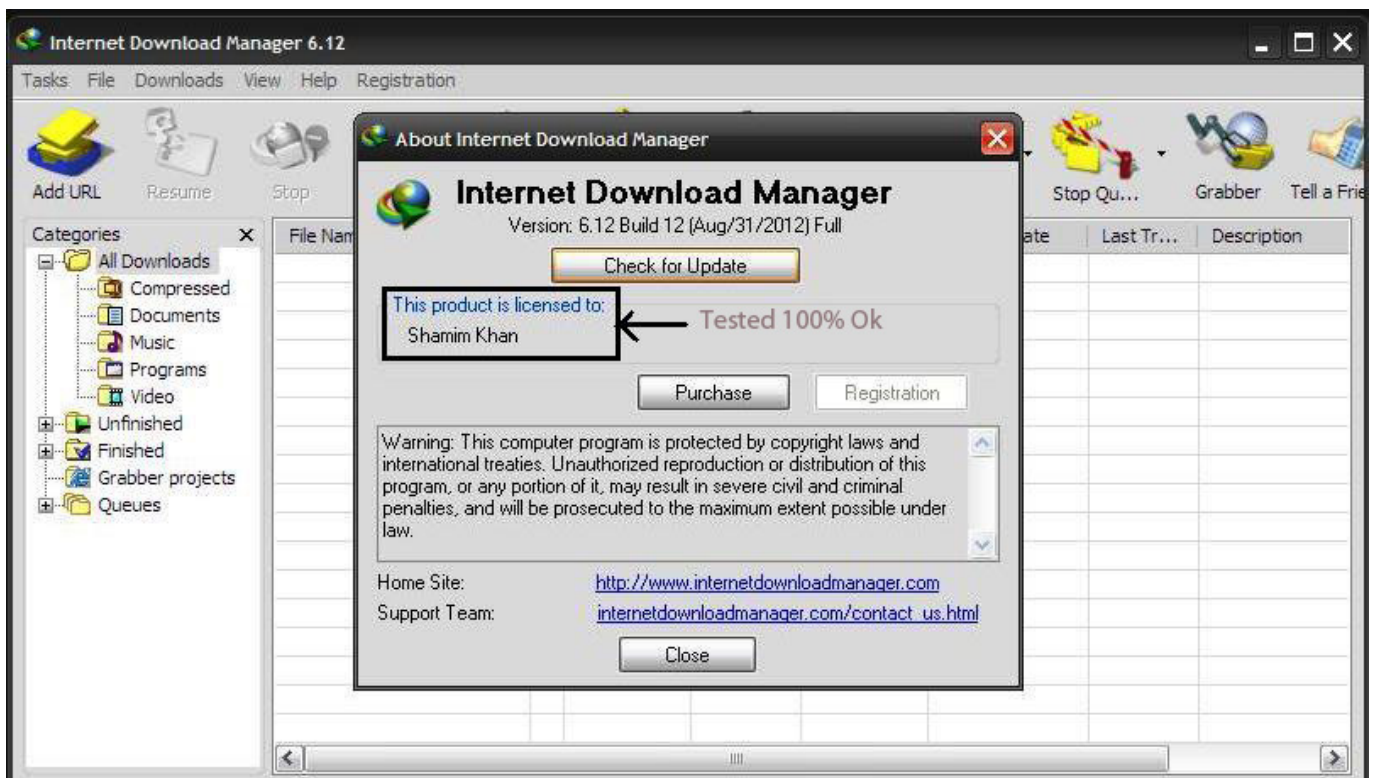 Internet Download Manager 6.12
Tasks File Downloads View Help Registration
Add URL Resume Stop Stop Qu... Grabber Tell a Frie
About Internet Download Manager
Internet Download Manager
Version: 6.12 Build 12 (Aug/31/2012) Full
Check for Update
This product is licensed to:
Shamim Khan
Tested 100% Ok
Purchase Registration
Warning: This computer program is protected by copyright laws and
international treaties. Unauthorized reproduction or distribution of this
program, or any portion of it, may result in severe civil and criminal
penalties, and will be prosecuted to the maximum extent possible under
law.
Home Site: http://www.internetdownloadmanager.com
Support Team: internetdownloadmanager.com/contact_us.html
Close
Categories
All Downloads
Compressed
Documents
Music
Programs
Video
Unfinished
Finished
Grabber projects
Queues
File Nam ate Last Tr... Description